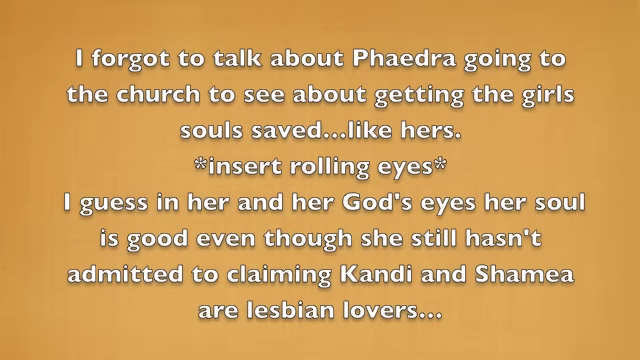 I forgot to talk about Phaedra going to
the church to see about getting the girls
souls saved...like hers.
*insert rolling eyes*
I guess in her and her God's eyes her soul
is good even though she still hasn't
admitted to claiming Kandi and Shamea
are lesbian lovers...